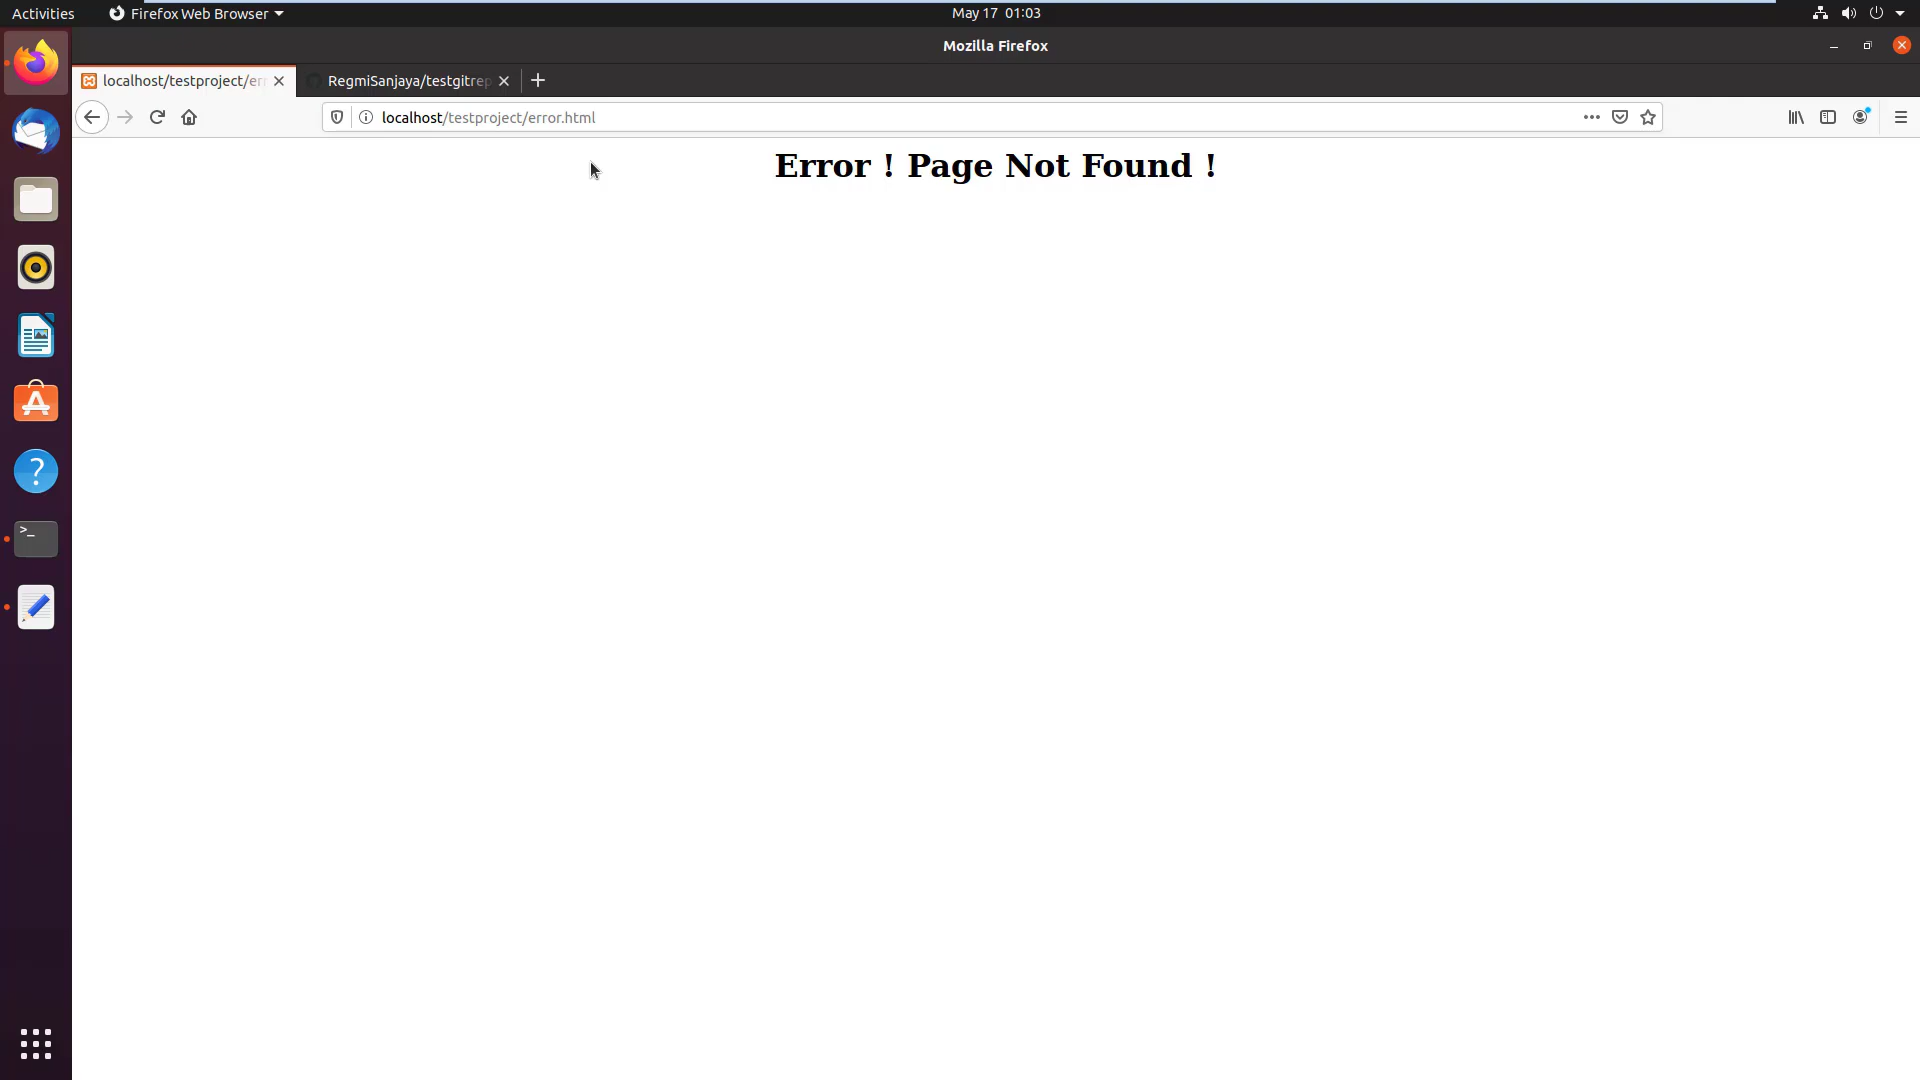 Activities
Firefox Web Browser
May 17 01:03
Mozilla Firefox
localhost/testproject/err
RegmiSanjaya/testgitrep
localhost/testproject/error.html
Error ! Page Not Found !